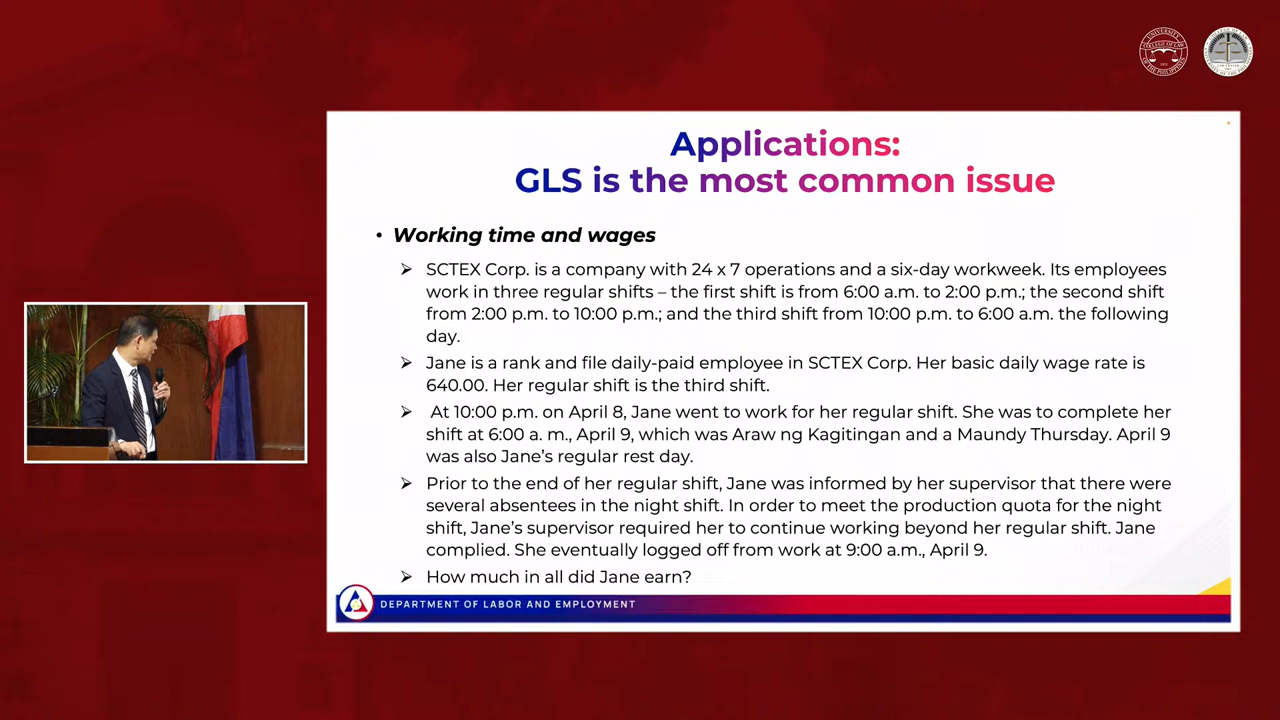 Applications:
GLS is the most common issue
• Working time and wages
➢ SCTEX Corp. is a company with 24 x 7 operations and a six-day workweek. Its employees
work in three regular shifts – the first shift is from 6:00 a.m. to 2:00 p.m.; the second shift
from 2:00 p.m. to 10:00 p.m.; and the third shift from 10:00 p.m. to 6:00 a.m. the following
day.
➢ Jane is a rank and file daily-paid employee in SCTEX Corp. Her basic daily wage rate is
640.00. Her regular shift is the third shift.
➢ At 10:00 p.m. on April 8, Jane went to work for her regular shift. She was to complete her
shift at 6:00 a. m., April 9, which was Araw ng Kagitingan and a Maundy Thursday. April 9
was also Jane's regular rest day.
➢ Prior to the end of her regular shift, Jane was informed by her supervisor that there were
several absentees in the night shift. In order to meet the production quota for the night
shift, Jane's supervisor required her to continue working beyond her regular shift. Jane
complied. She eventually logged off from work at 9:00 a.m., April 9.
➢ How much in all did Jane earn?
DEPARTMENT OF LABOR AND EMPLOYMENT